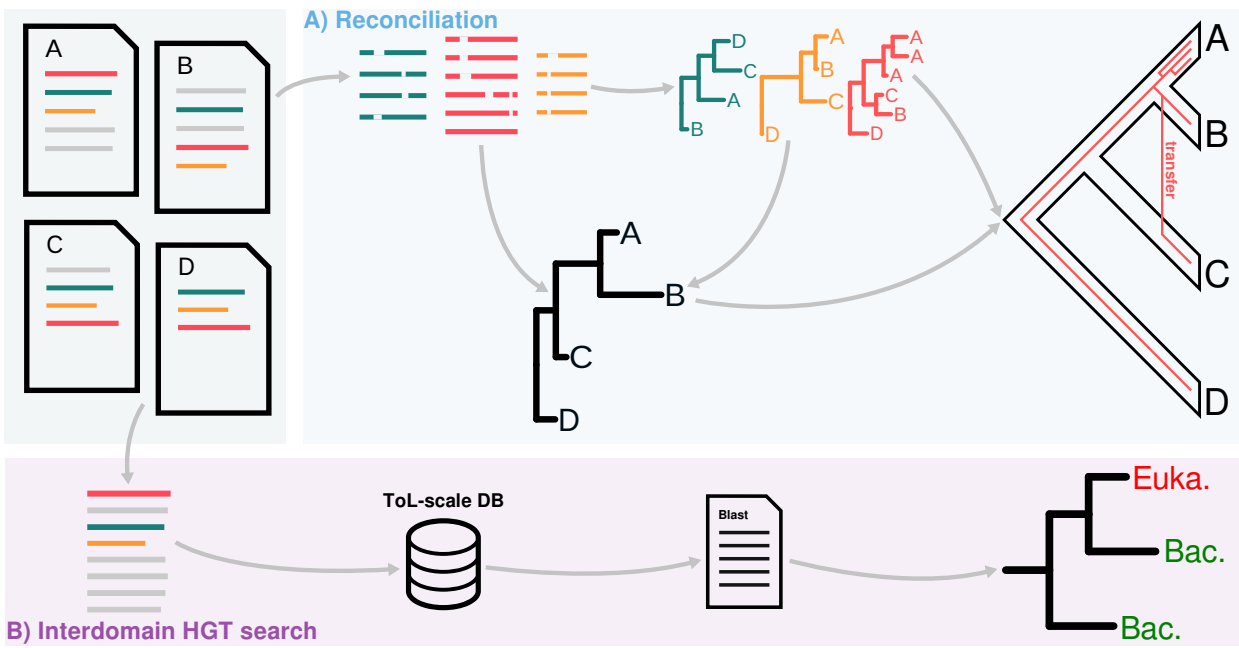 A) Reconciliation
A
B
C
D
D
C
A
B
A
B
C
D
A
A
A
C
B
D
A
B
C
D
A
B
C
D
transfer
B) Interdomain HGT search
ToL-scale DB
Blast
Euka.
Bac.
Bac.